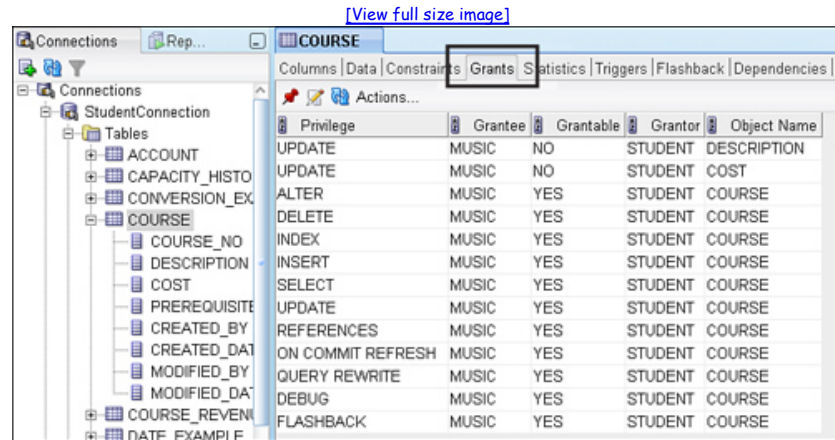 [View full size image]
Connections
Rep...
COURSE
Columns | Data | Constraints | Grants | Statistics | Triggers | Flashback | Dependencies |
Actions...
Connections
StudentConnection
Tables
ACCOUNT
CAPACITY_HISTO
CONVERSION_EX
COURSE
COURSE_NO
DESCRIPTION
COST
PREREQUISITE
CREATED_BY
CREATED_DAT
MODIFIED_BY
MODIFIED_DA
COURSE_REVENU
DATE_EXAMPLE
Privilege Grantee Grantable Grantor Object Name
UPDATE MUSIC NO STUDENT DESCRIPTION
UPDATE MUSIC NO STUDENT COST
ALTER MUSIC YES STUDENT COURSE
DELETE MUSIC YES STUDENT COURSE
INDEX MUSIC YES STUDENT COURSE
INSERT MUSIC YES STUDENT COURSE
SELECT MUSIC YES STUDENT COURSE
UPDATE MUSIC YES STUDENT COURSE
REFERENCES MUSIC YES STUDENT COURSE
ON COMMIT REFRESH MUSIC YES STUDENT COURSE
QUERY REWRITE MUSIC YES STUDENT COURSE
DEBUG MUSIC YES STUDENT COURSE
FLASHBACK MUSIC YES STUDENT COURSE